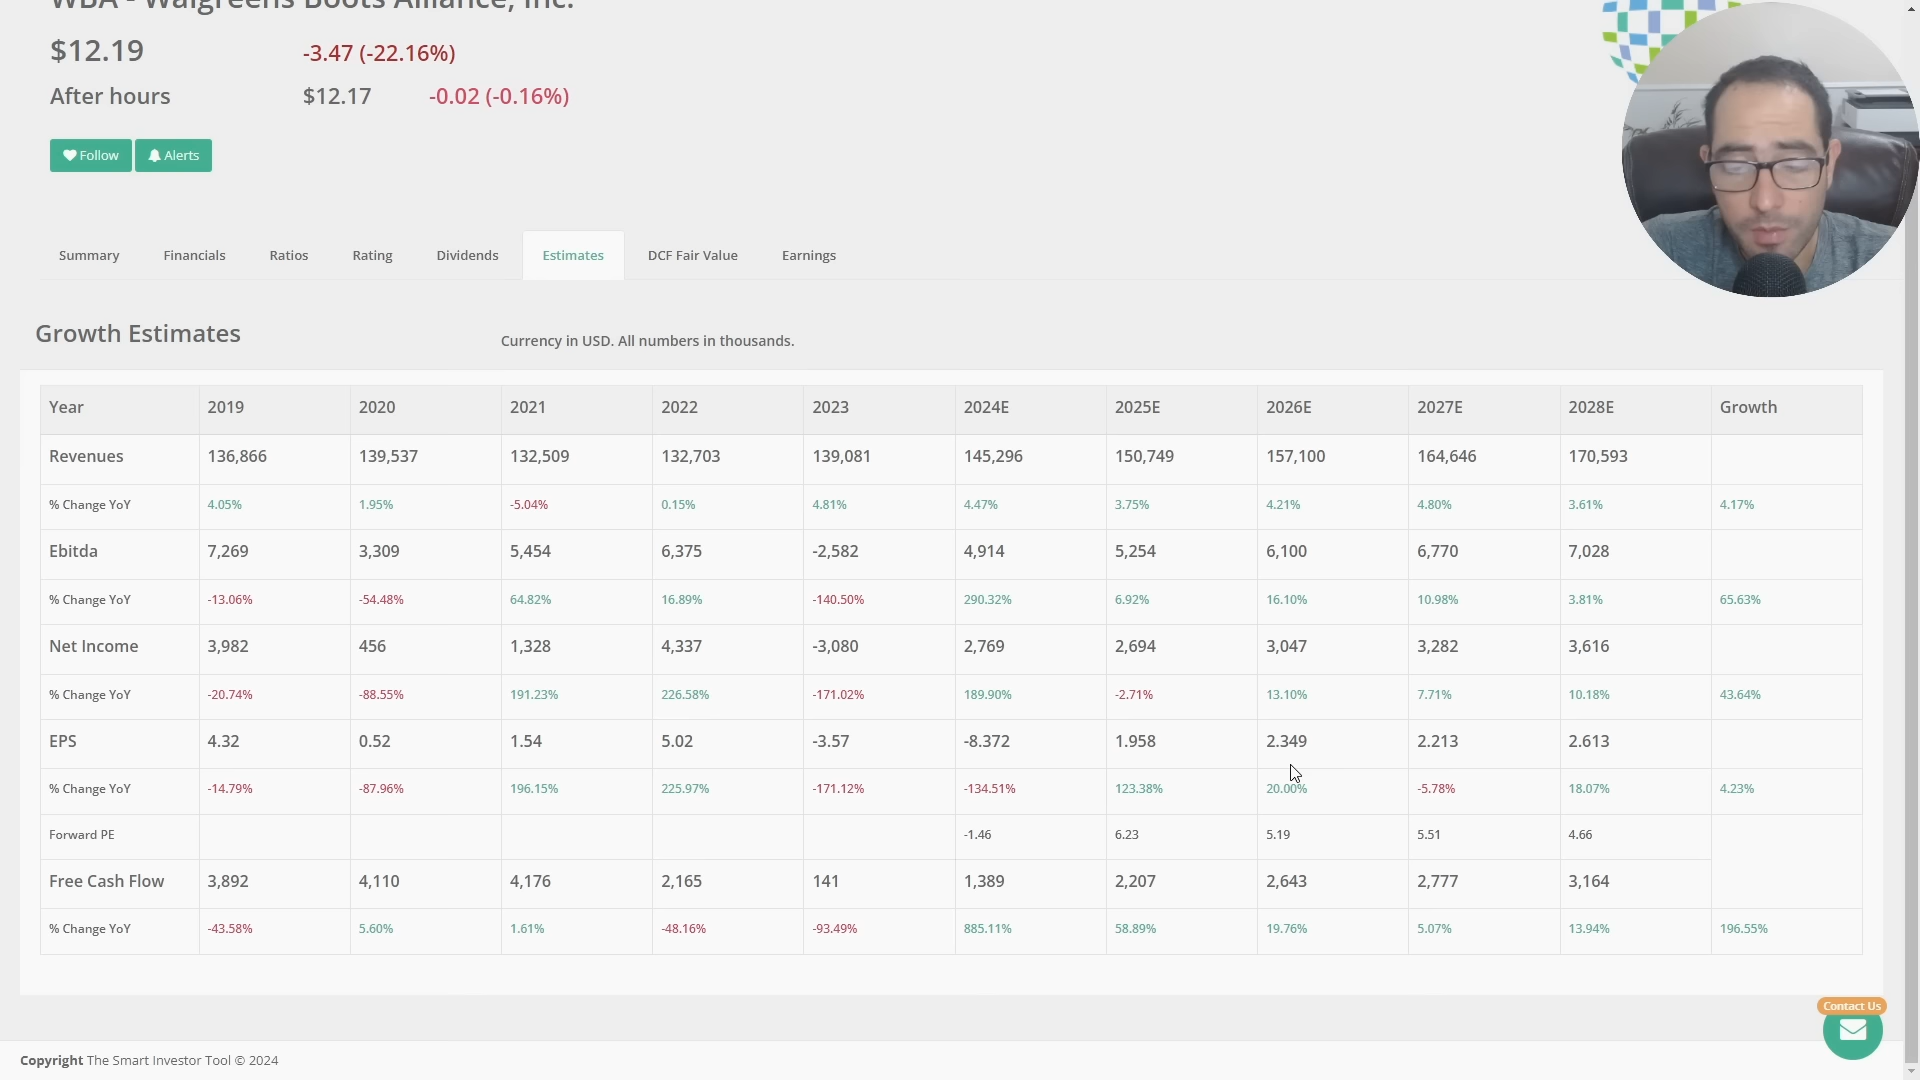 WBA - Walgreens Boots Alliance, Inc.
$12.19 -3.47 (-22.16%)
After hours $12.17 -0.02 (-0.16%)
Follow Alerts
Summary Financials Ratios Rating Dividends Estimates DCF Fair Value Earnings
Growth Estimates Currency in USD. All numbers in thousands.
Year 2019 2020 2021 2022 2023 2024E 2025E 2026E 2027E 2028E Growth
Revenues 136,866 139,537 132,509 132,703 139,081 145,296 150,749 157,100 164,646 170,593
% Change YoY 4.05% 1.95% -5.04% 0.15% 4.81% 4.47% 3.75% 4.21% 4.80% 3.61% 4.17%
Ebitda 7,269 3,309 5,454 6,375 -2,582 4,914 5,254 6,100 6,770 7,028
% Change YoY -13.06% -54.48% 64.82% 16.89% -140.50% 290.32% 6.92% 16.10% 10.98% 3.81% 65.63%
Net Income 3,982 456 1,328 4,337 -3,080 2,769 2,694 3,047 3,282 3,616
% Change YoY -20.74% -88.55% 191.23% 226.58% -171.02% 189.90% -2.71% 13.10% 7.71% 10.18% 43.64%
EPS 4.32 0.52 1.54 5.02 -3.57 -8.372 1.958 2.349 2.213 2.613
% Change YoY -14.79% -87.96% 196.15% 225.97% -171.12% -134.51% 123.38% 20.00% -5.78% 18.07% 4.23%
Forward PE -1.46 6.23 5.19 5.51 4.66
Free Cash Flow 3,892 4,110 4,176 2,165 141 1,389 2,207 2,643 2,777 3,164
% Change YoY -43.58% 5.60% 1.61% -48.16% -93.49% 885.11% 58.89% 19.76% 5.07% 13.94% 196.55%
Contact Us
Copyright The Smart Investor Tool © 2024